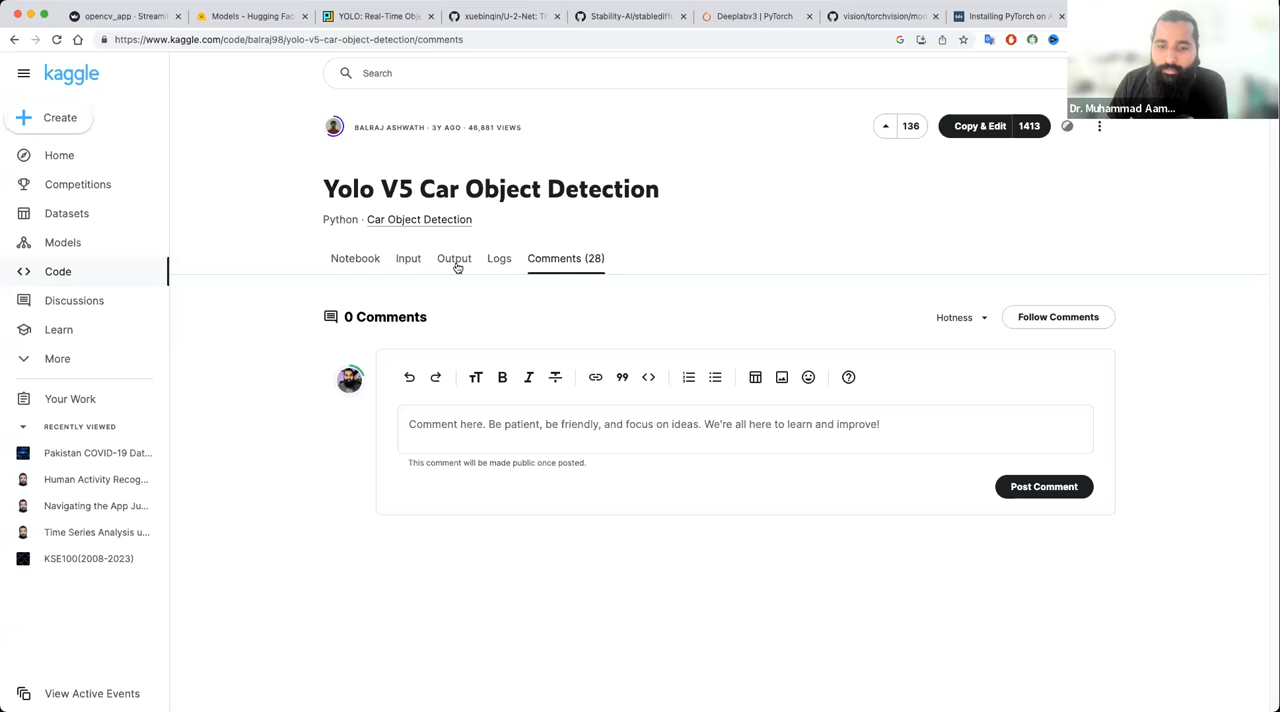 opencv_app · Streaml
Models - Hugging Fac
YOLO: Real-Time Obje
xuebinqin/U-2-Net: Th
Stability-AI/stablediffu
Deeplabv3 | PyTorch
vision/torchvision/mod
Installing PyTorch on A
https://www.kaggle.com/code/balraj98/yolo-v5-car-object-detection/comments
Dr. Muhammad Aam...
kaggle
Search
Create
BALRAJ ASHWATH · 3Y AGO · 46,881 VIEWS
136
Copy & Edit 1413
Home
Competitions
Datasets
Models
Code
Discussions
Learn
More
Your Work
RECENTLY VIEWED
Pakistan COVID-19 Dat...
Human Activity Recog...
Navigating the App Ju...
Time Series Analysis u...
KSE100(2008-2023)
View Active Events
Yolo V5 Car Object Detection
Python · Car Object Detection
Notebook Input Output Logs Comments (28)
0 Comments
Hotness
Follow Comments
Comment here. Be patient, be friendly, and focus on ideas. We're all here to learn and improve!
This comment will be made public once posted.
Post Comment